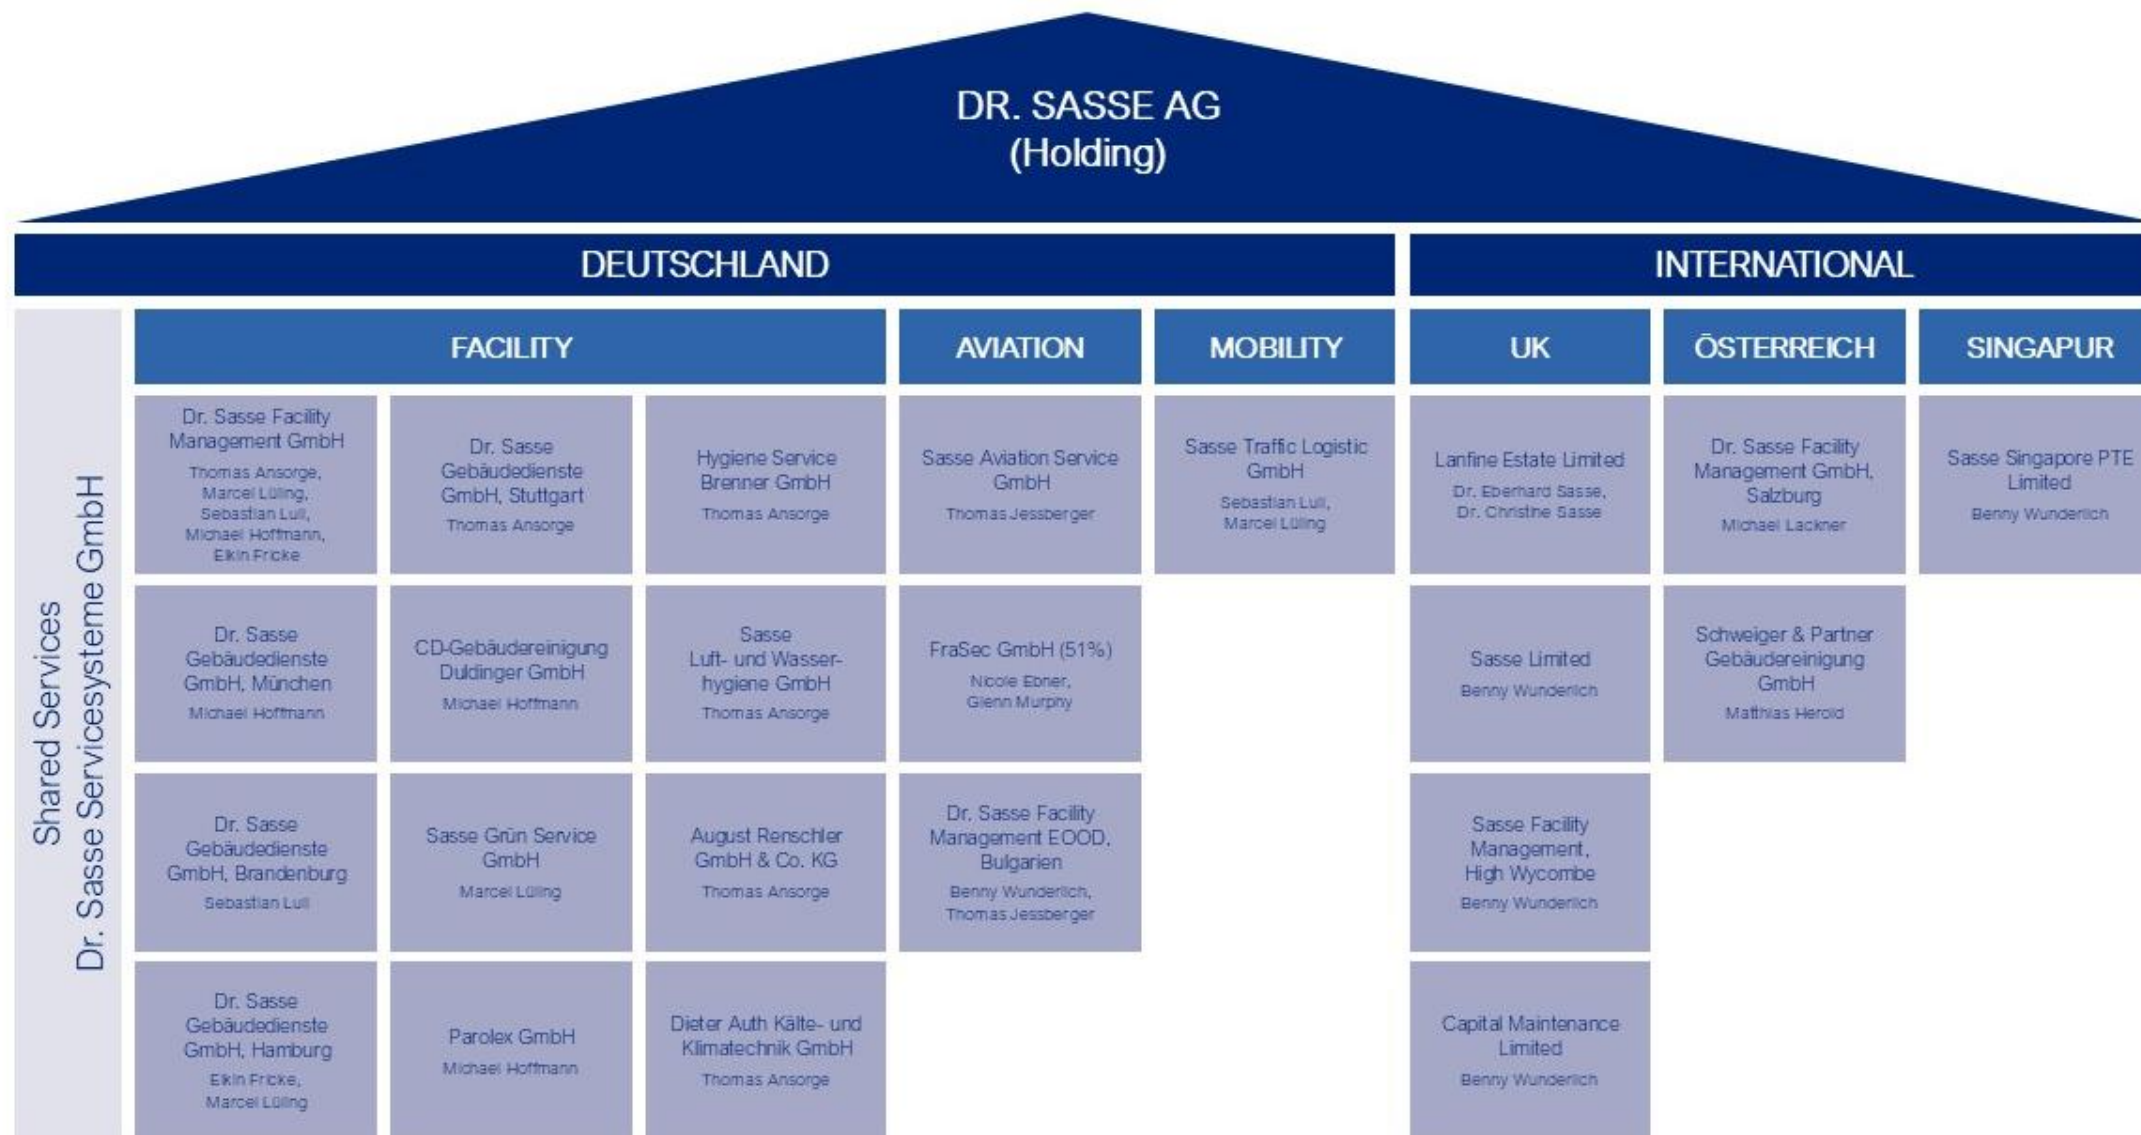 DR. SASSE AG
(Holding)
DEUTSCHLAND
INTERNATIONAL
Shared Services
Dr. Sasse Servicesysteme GmbH
FACILITY
AVIATION
MOBILITY
UK
ÖSTERREICH
SINGAPUR
Dr. Sasse Facility
Management GmbH
Thomas Ansorge,
Marcel Lüling,
Sebastian Lull,
Michael Hoffmann,
Elkin Fricke
Dr. Sasse
Gebäudedienste
GmbH, Stuttgart
Thomas Ansorge
Hygiene Service
Brenner GmbH
Thomas Ansorge
Sasse Aviation Service
GmbH
Thomas Jessberger
Sasse Traffic Logistic
GmbH
Sebastian Lull,
Marcel Lüling
Lanfine Estate Limited
Dr. Eberhard Sasse,
Dr. Christine Sasse
Dr. Sasse Facility
Management GmbH,
Salzburg
Michael Lackner
Sasse Singapore PTE
Limited
Benny Wunderlich
Dr. Sasse
Gebäudedienste
GmbH, München
Michael Hoffmann
CD-Gebäudereinigung
Duldinger GmbH
Michael Hoffmann
Sasse
Luft- und Wasser-
hygiene GmbH
Thomas Ansorge
FraSec GmbH (51%)
Nicole Ebner,
Glenn Murphy
Sasse Limited
Benny Wunderlich
Schweiger & Partner
Gebäudereinigung
GmbH
Matthias Herold
Dr. Sasse
Gebäudedienste
GmbH, Brandenburg
Sebastian Lull
Sasse Grün Service
GmbH
Marcel Lüling
August Renschler
GmbH & Co. KG
Thomas Ansorge
Dr. Sasse Facility
Management EOOD,
Bulgarien
Benny Wunderlich,
Thomas Jessberger
Sasse Facility
Management,
High Wycombe
Benny Wunderlich
Dr. Sasse
Gebäudedienste
GmbH, Hamburg
Elkin Fricke,
Marcel Lüling
Parolex GmbH
Michael Hoffmann
Dieter Auth Kälte- und
Klimatechnik GmbH
Thomas Ansorge
Capital Maintenance
Limited
Benny Wunderlich